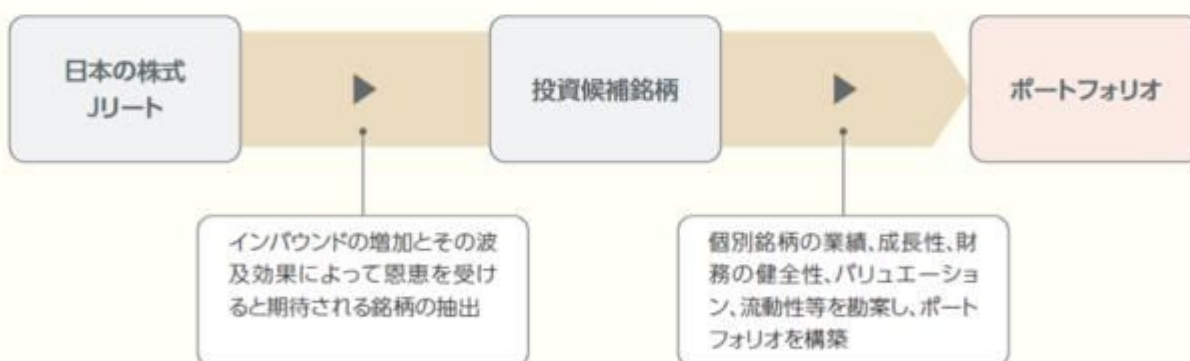 日本の株式
Jリート
投資候補銘柄
ポートフォリオ
インバウンドの増加とその波
及効果によって恩恵を受け
ると期待される銘柄の抽出
個別銘柄の業績、成長性、財
務の健全性、バリュエーショ
ン、流動性等を勘案し、ポート
フォリオを構築